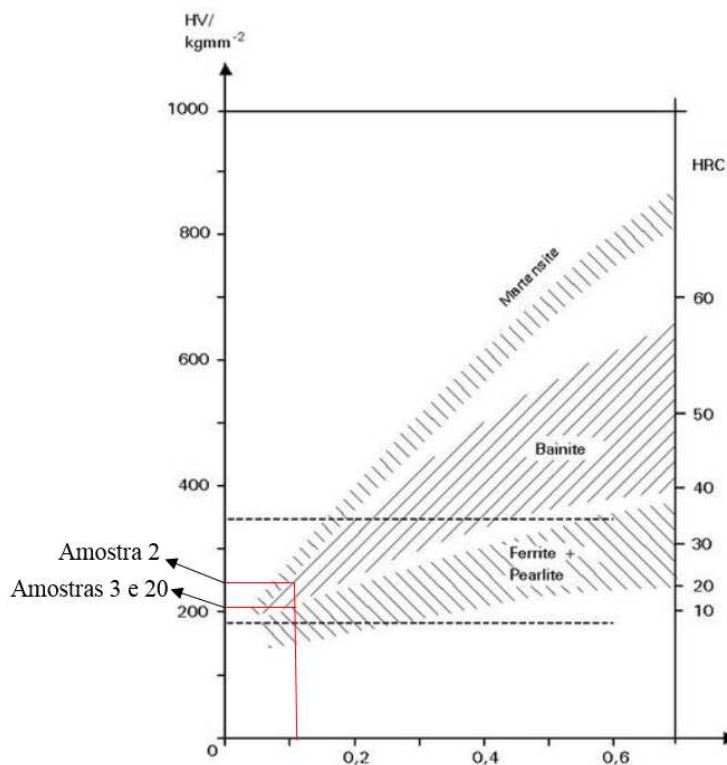 HV/
kgmm⁻²
1000
HRC
800
Martensite
60
600
50
Bainite
400
40
30
Ferrite +
Pearlite
Amostra 2
20
Amostras 3 e 20
200
10
0
0,2
0,4
0,6